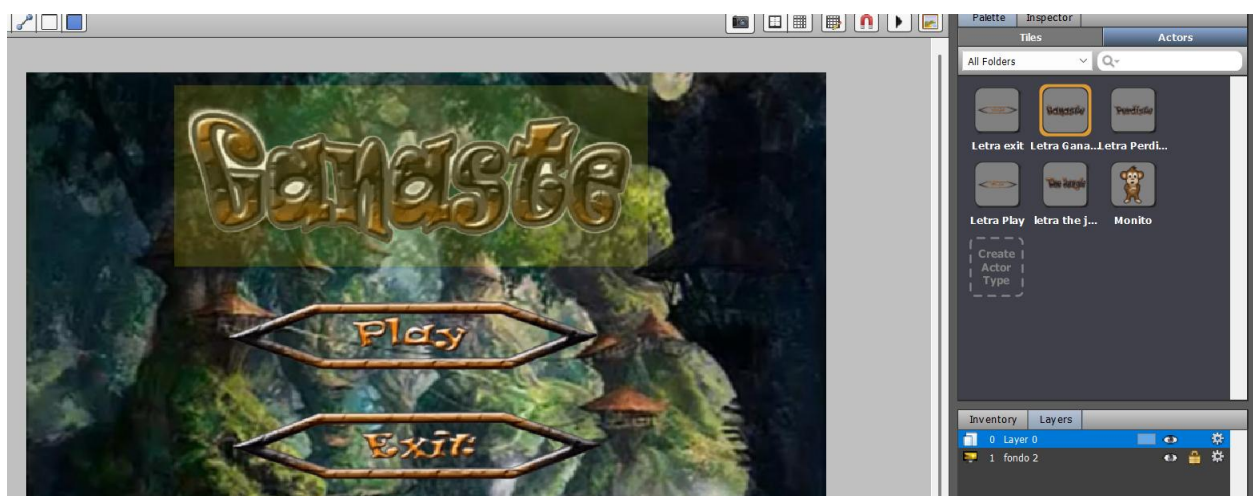 Palette Inspector
Tiles Actors
All Folders
Ganaste
Letra exit Letra Gana... Letra Perdi...
Play
Letra Play letra the j... Monito
Create
Actor
Type
Exit
Inventory Layers
0 Layer 0
1 fondo 2